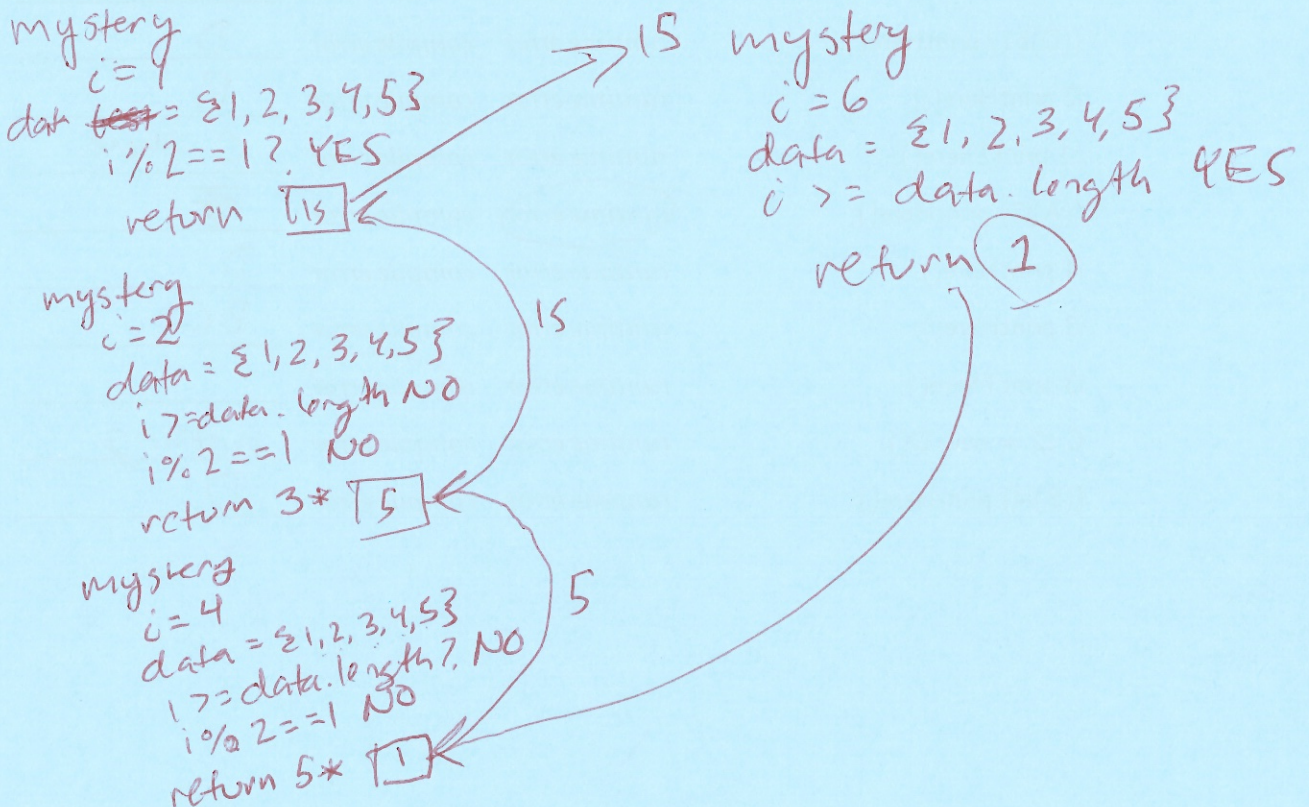 mystery
i = 1
data = {1, 2, 3, 4, 5}
i % 2 == 1 ? YES
return 15
15
mystery
i = 2
data = {1, 2, 3, 4, 5}
i >= data.length NO
i % 2 == 1 NO
return 3 * 5
15
mystery
i = 4
data = {1, 2, 3, 4, 5}
i >= data.length ? NO
i % 2 == 1 NO
return 5 * 1
5
mystery
i = 6
data = {1, 2, 3, 4, 5}
i >= data.length YES
return 1